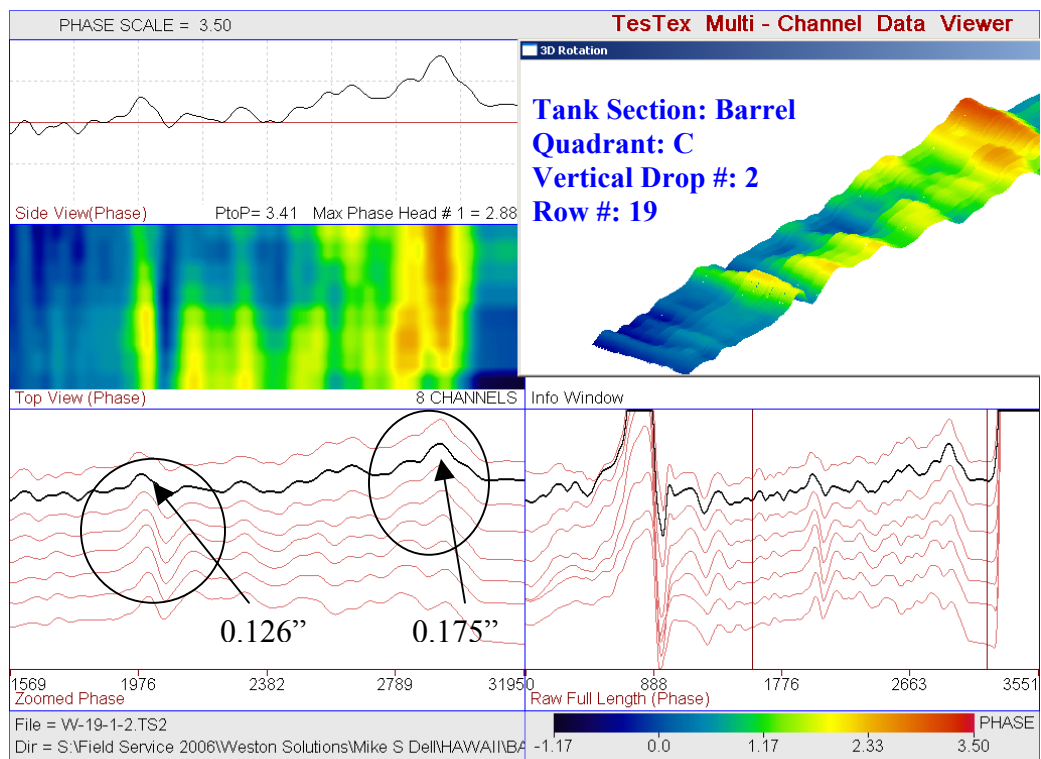 PHASE SCALE = 3.50
TesTex Multi - Channel Data Viewer
3D Rotation
Tank Section: Barrel
Quadrant: C
Vertical Drop #: 2
Row #: 19
Side View(Phase) PtoP= 3.41 Max Phase Head # 1 = 2.88
Top View (Phase) 8 CHANNELS
Info Window
0.126” 0.175”
1569 1976 2382 2789 3195
Zoomed Phase
0 888 1776 2663 3551
Raw Full Length (Phase)
File = W-19-1-2.TS2
Dir = S:\Field Service 2006\Weston Solutions\Mike S Dell\HAWAII\BA
PHASE
-1.17 0.0 1.17 2.33 3.50